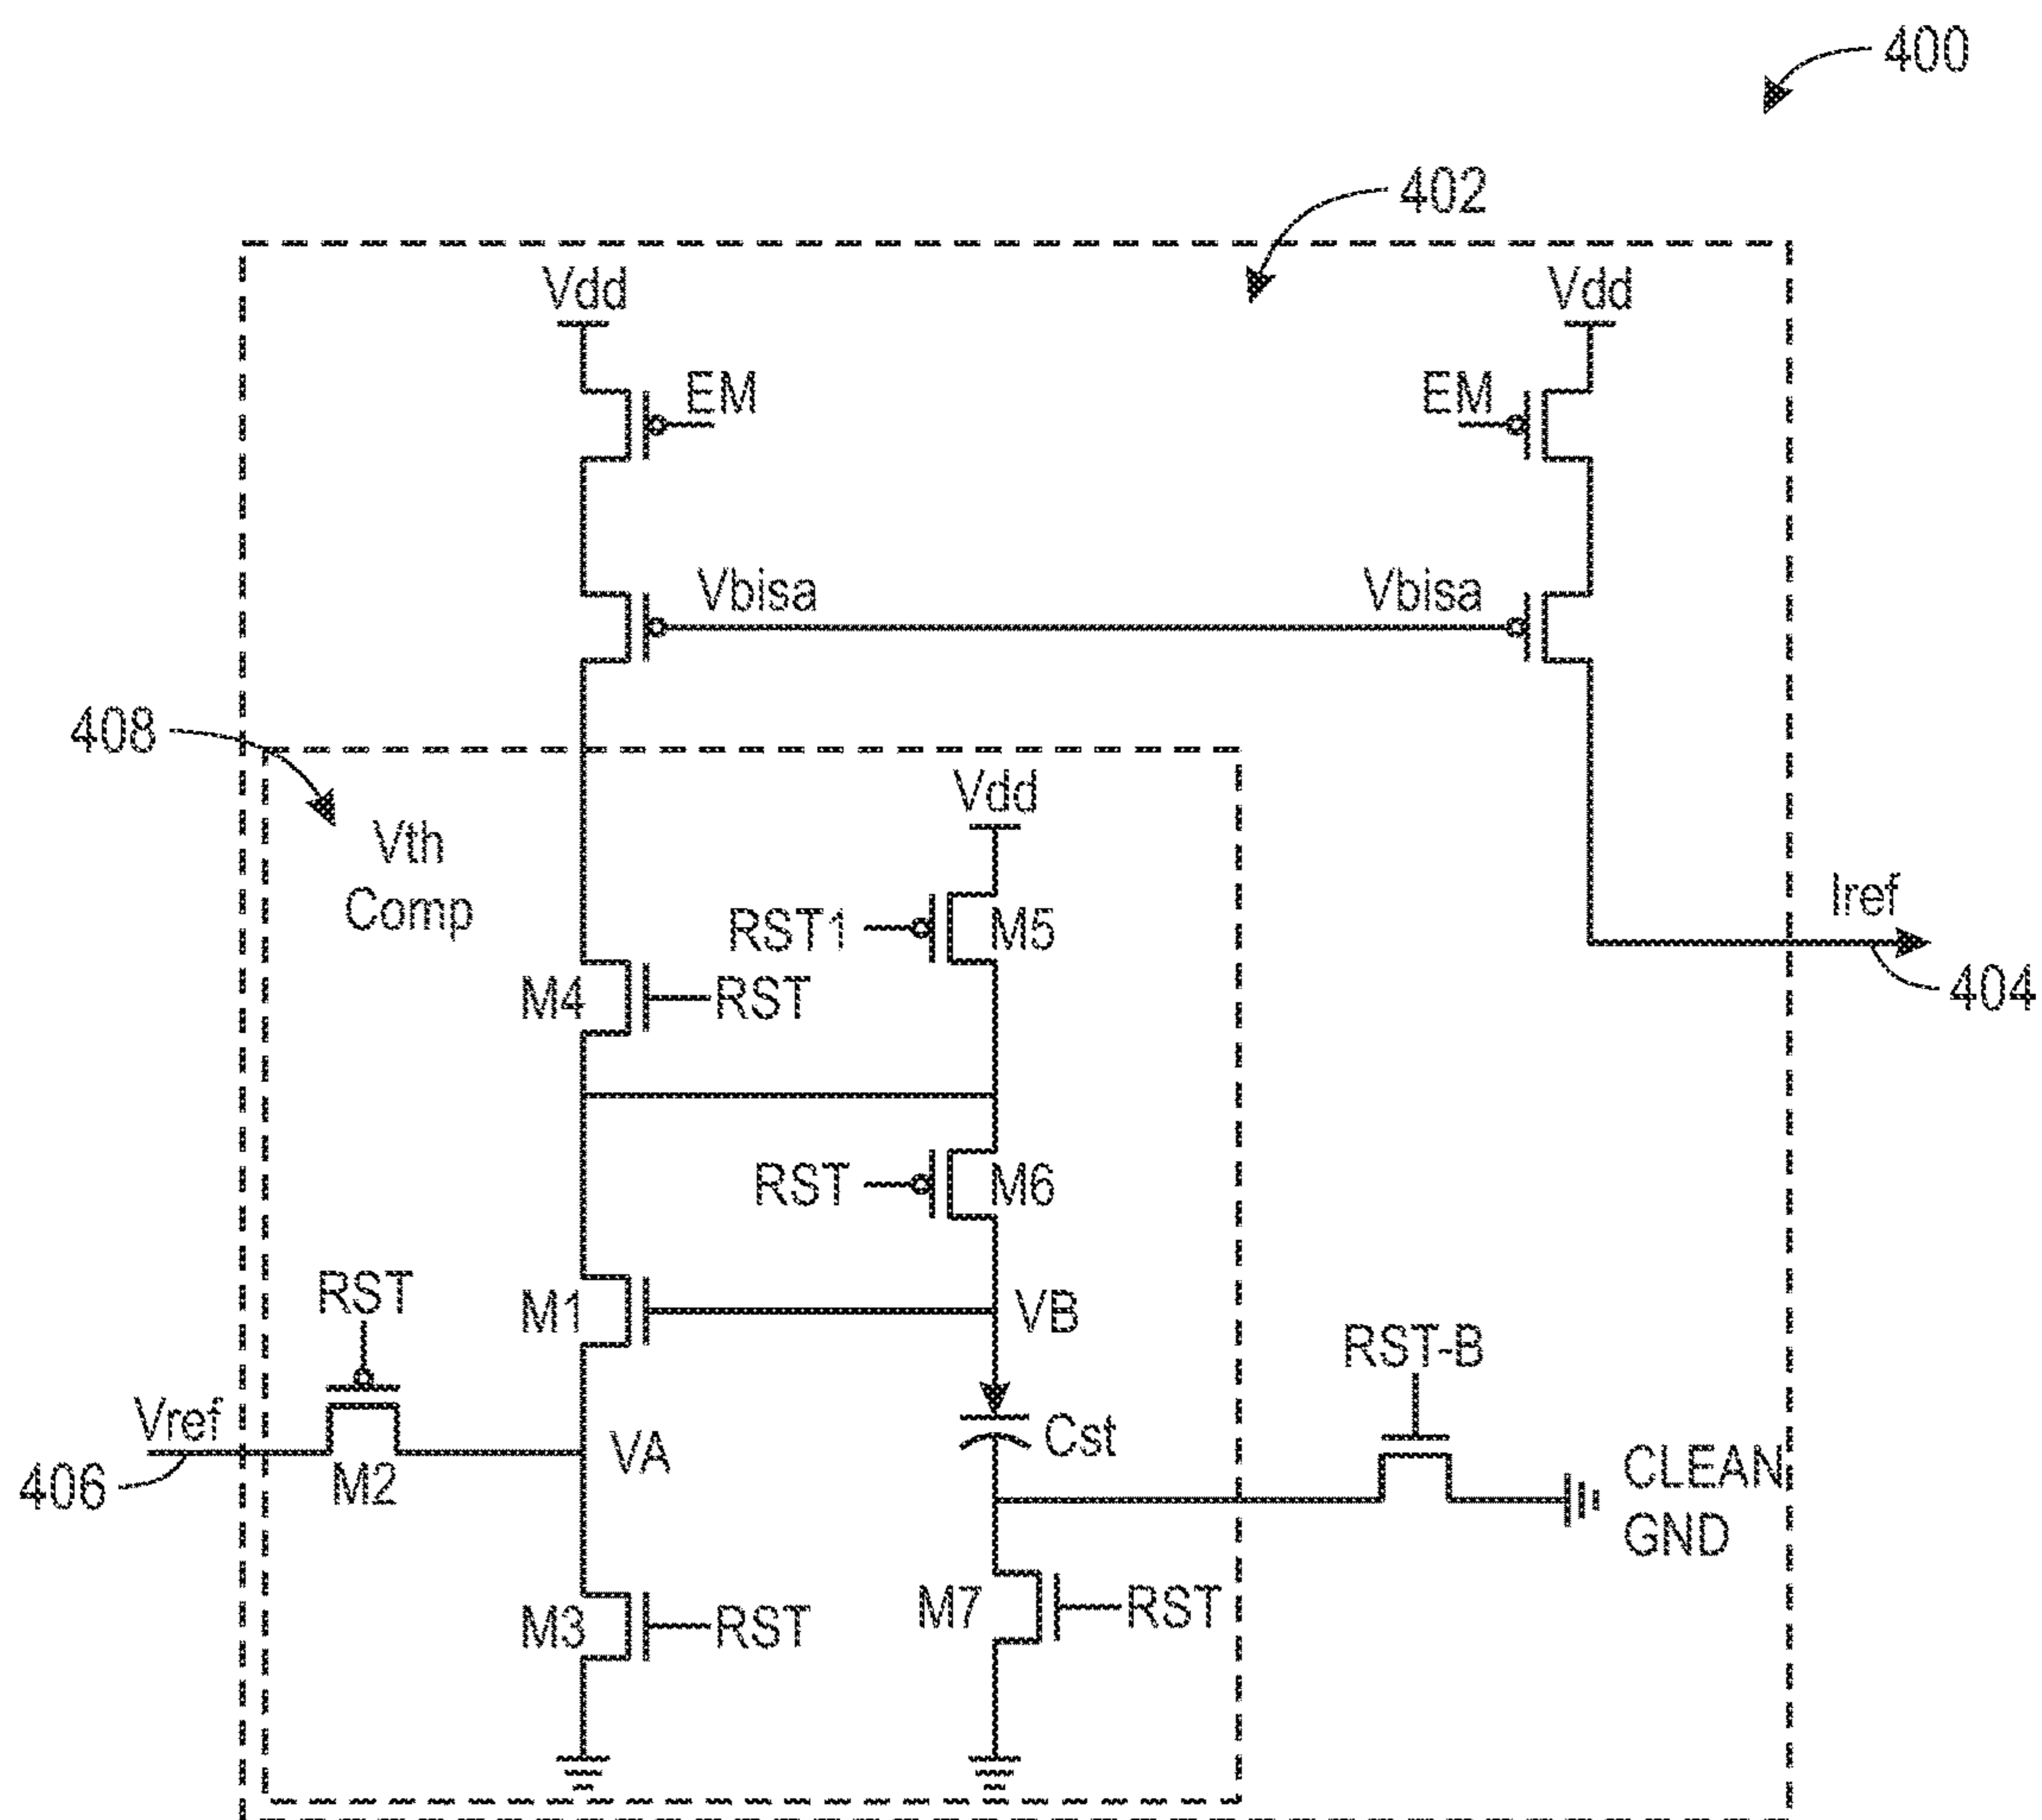 400
402
Vdd
Vdd
EM
EM
Vbisa
Vbisa
408
Vdd
Vth
Comp
RST1
M5
Iref
M4
RST
404
RST
M6
RST
M1
VB
RST-B
Vref
VA
Cst
406
M2
CLEAN
GND
M3
RST
M7
RST